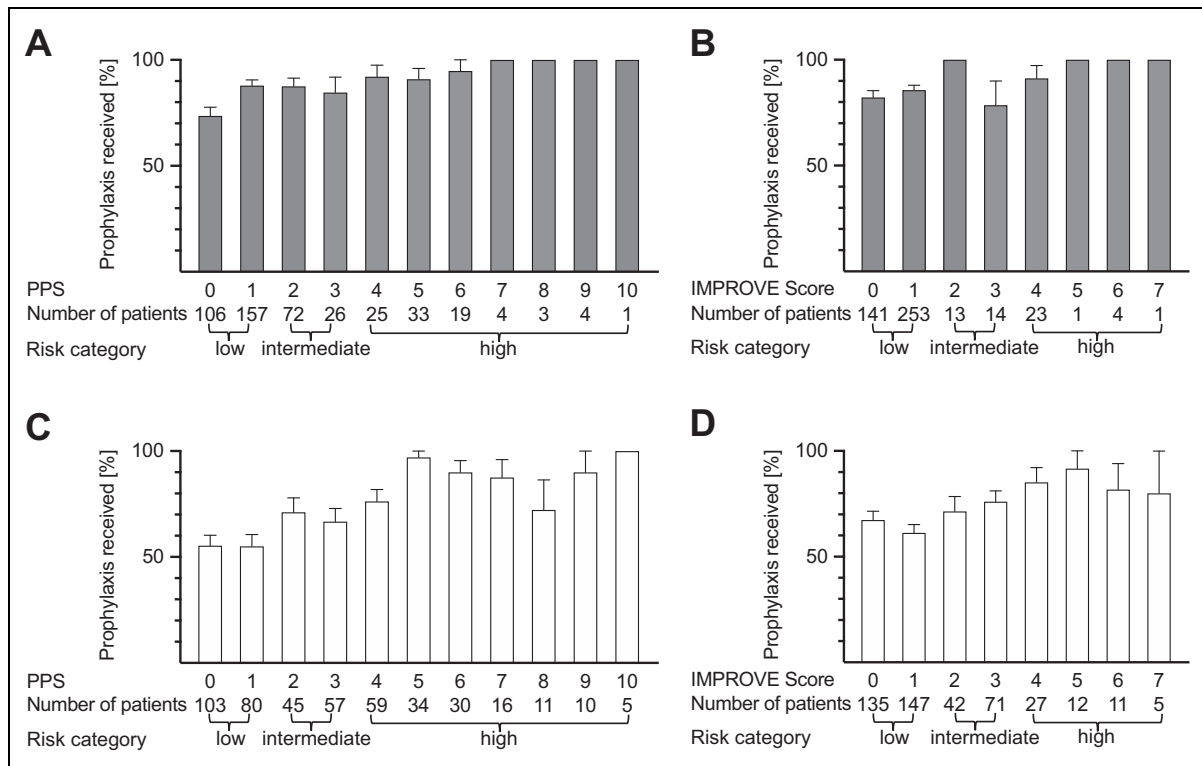 A
Prophylaxis received [%]
100
50
PPS 0 1 2 3 4 5 6 7 8 9 10
Number of patients 106 157 72 26 25 33 19 4 3 4 1
Risk category low intermediate high
B
Prophylaxis received [%]
100
50
IMPROVE Score 0 1 2 3 4 5 6 7
Number of patients 141 253 13 14 23 1 4 1
Risk category low intermediate high
C
Prophylaxis received [%]
100
50
PPS 0 1 2 3 4 5 6 7 8 9 10
Number of patients 103 80 45 57 59 34 30 16 11 10 5
Risk category low intermediate high
D
Prophylaxis received [%]
100
50
IMPROVE Score 0 1 2 3 4 5 6 7
Number of patients 135 147 42 71 27 12 11 5
Risk category low intermediate high